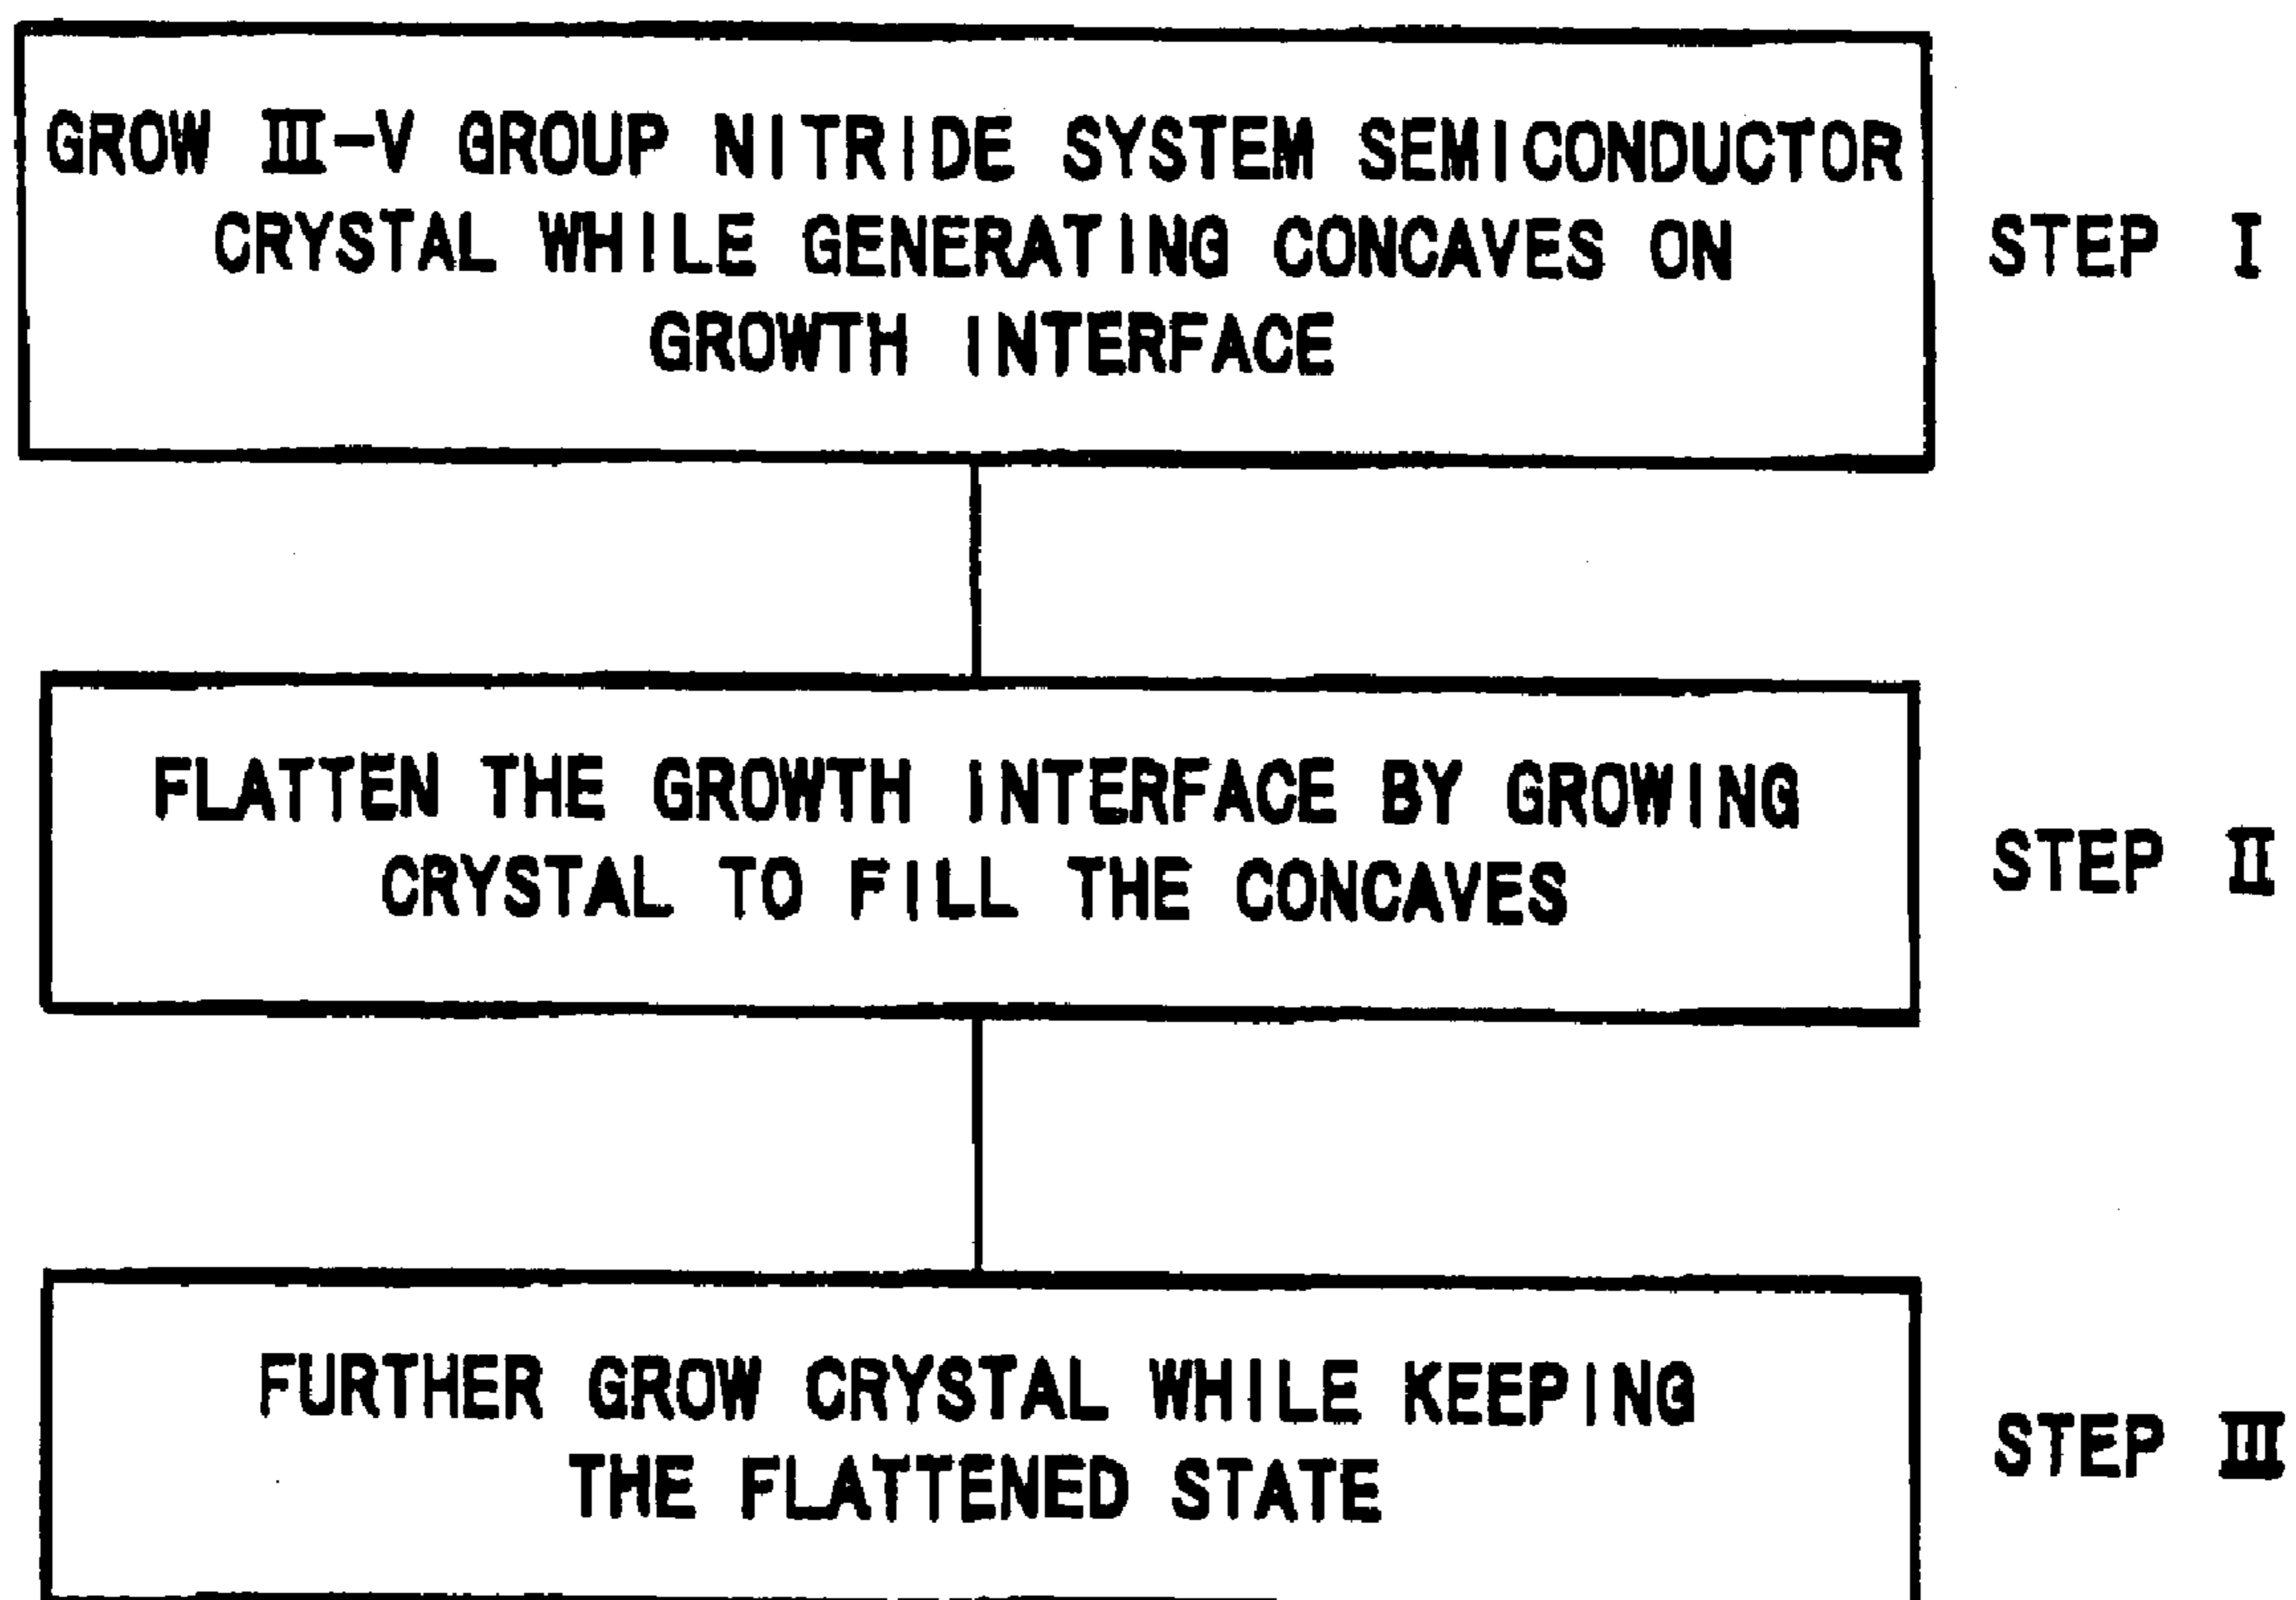 GROW III-V GROUP NITRIDE SYSTEM SEMICONDUCTOR
CRYSTAL WHILE GENERATING CONCAVES ON
GROWTH INTERFACE
STEP I
FLATTEN THE GROWTH INTERFACE BY GROWING
CRYSTAL TO FILL THE CONCAVES
STEP II
FURTHER GROW CRYSTAL WHILE KEEPING
THE FLATTENED STATE
STEP III